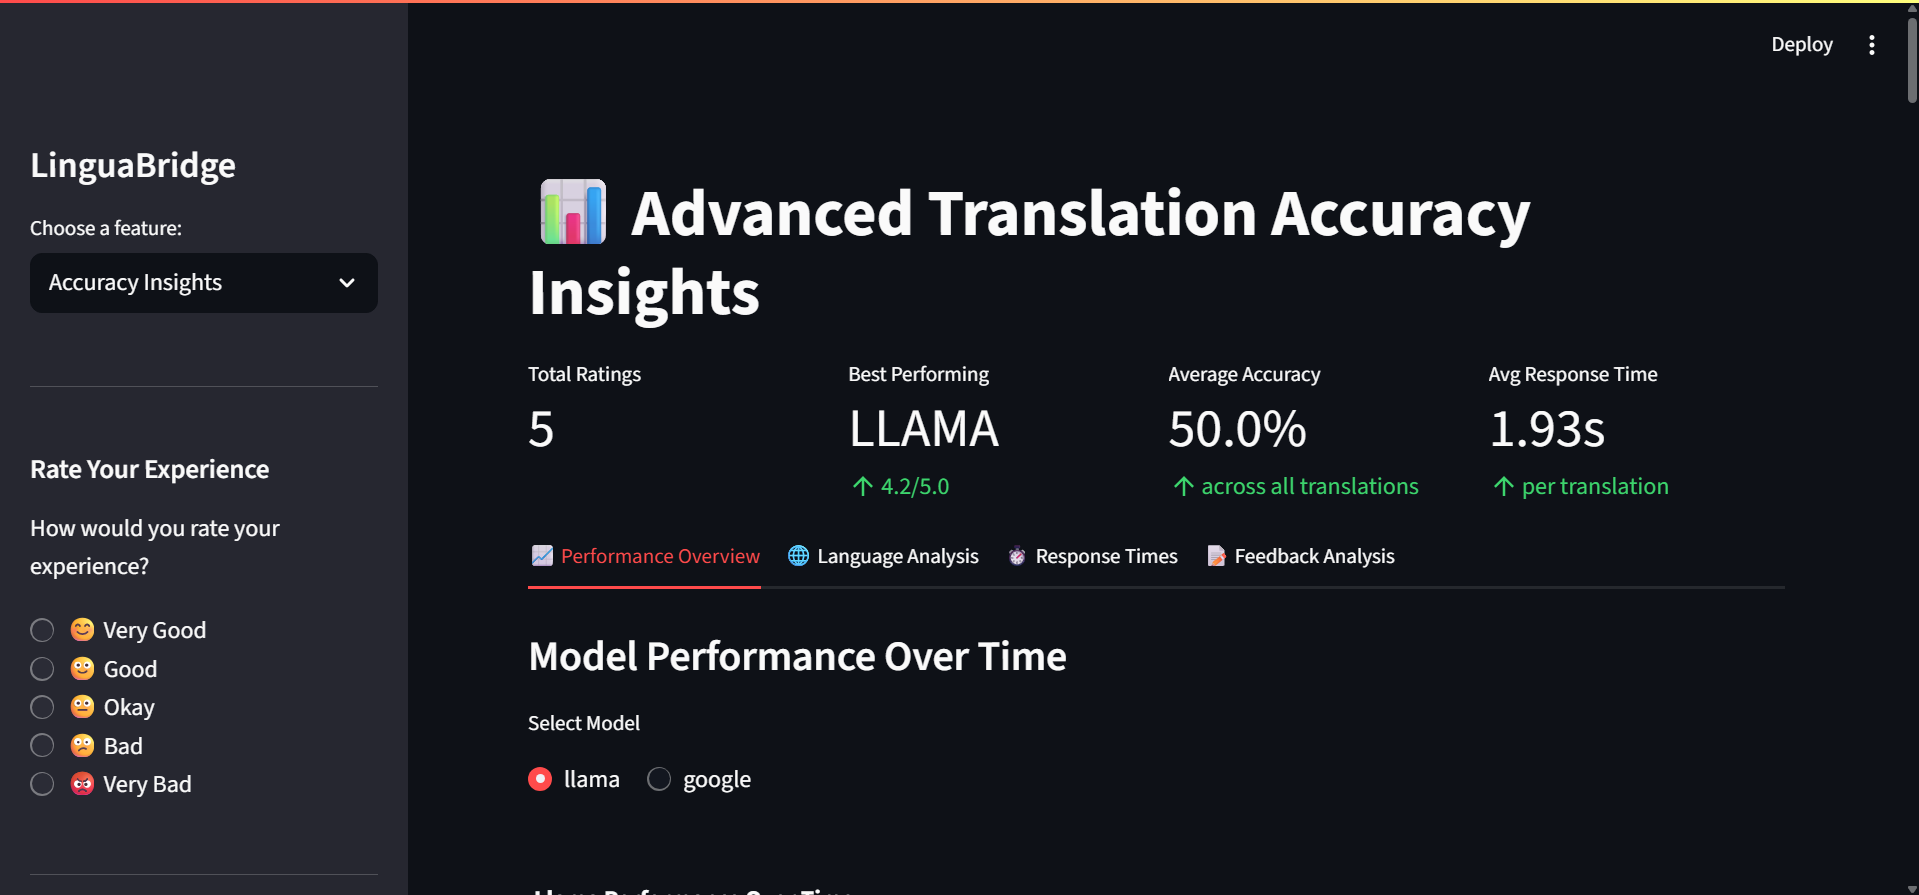 Deploy
LinguaBridge
Choose a feature:
Accuracy Insights
Rate Your Experience
How would you rate your
experience?
Very Good
Good
Okay
Bad
Very Bad
Advanced Translation Accuracy
Insights
Total Ratings
5
Best Performing
LLAMA
↑ 4.2/5.0
Average Accuracy
50.0%
↑ across all translations
Avg Response Time
1.93s
↑ per translation
Performance Overview
Language Analysis
Response Times
Feedback Analysis
Model Performance Over Time
Select Model
llama
google